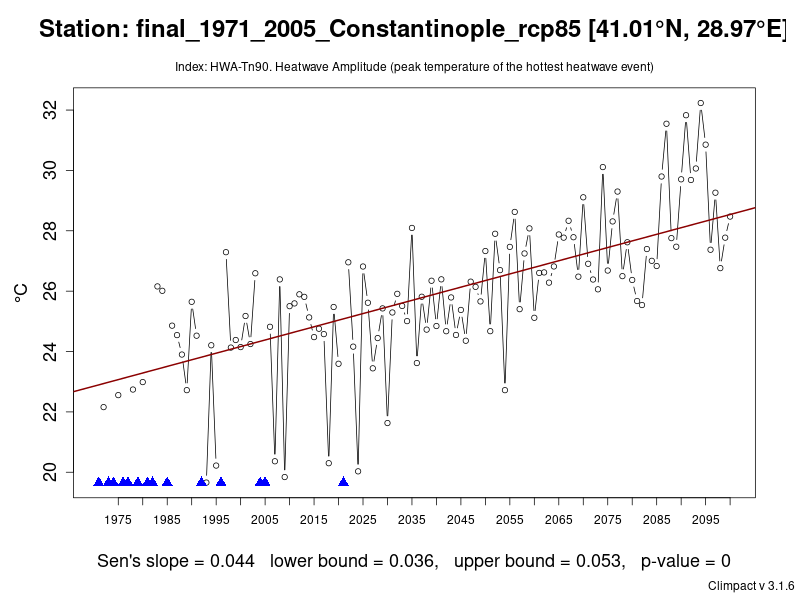 Station: final_1971_2005_Constantinople_rcp85 [41.01°N, 28.97°E]
Index: HWA-Tn90. Heatwave Amplitude (peak temperature of the hottest heatwave event)
32
30
28
26
24
22
20
°C
1975 1985 1995 2005 2015 2025 2035 2045 2055 2065 2075 2085 2095
Sen's slope = 0.044 lower bound = 0.036, upper bound = 0.053, p-value = 0
Climpact v 3.1.6